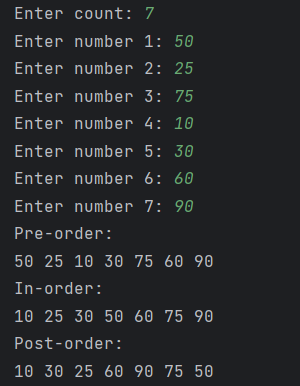 Enter count: 7
Enter number 1: 50
Enter number 2: 25
Enter number 3: 75
Enter number 4: 10
Enter number 5: 30
Enter number 6: 60
Enter number 7: 90
Pre-order:
50 25 10 30 75 60 90
In-order:
10 25 30 50 60 75 90
Post-order:
10 30 25 60 90 75 50